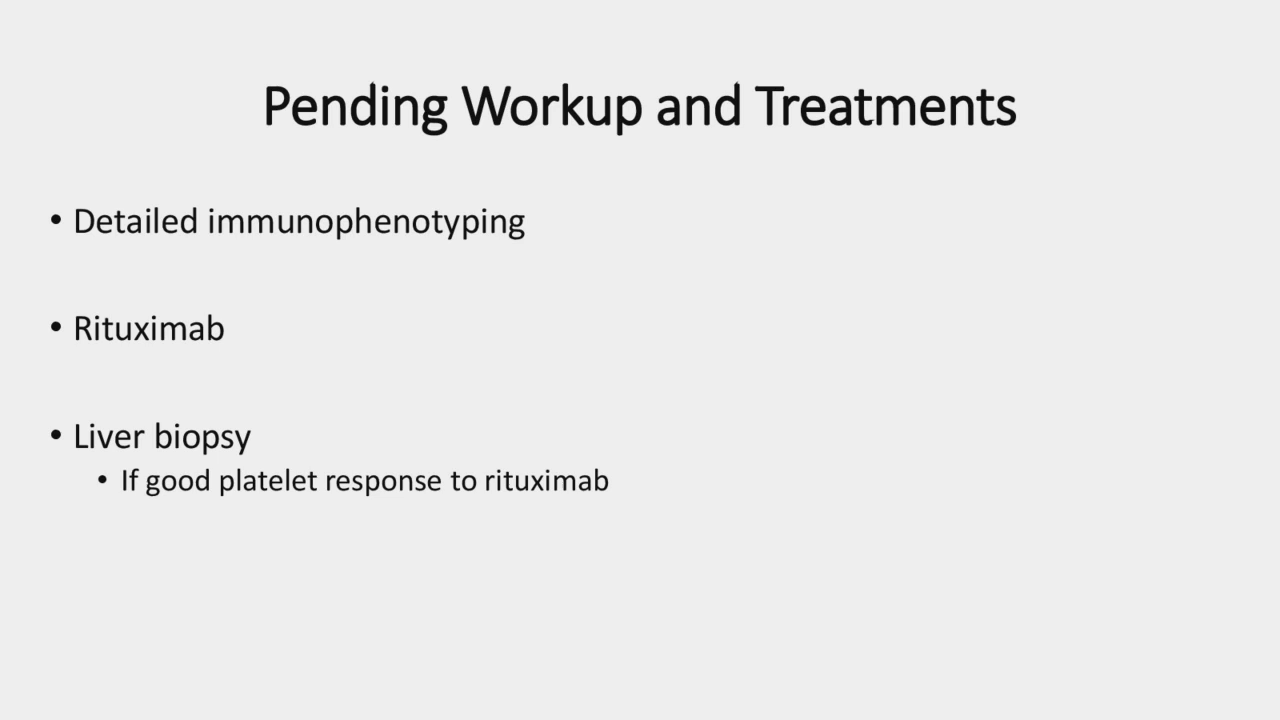 Pending Workup and Treatments
• Detailed immunophenotyping
• Rituximab
• Liver biopsy
• If good platelet response to rituximab